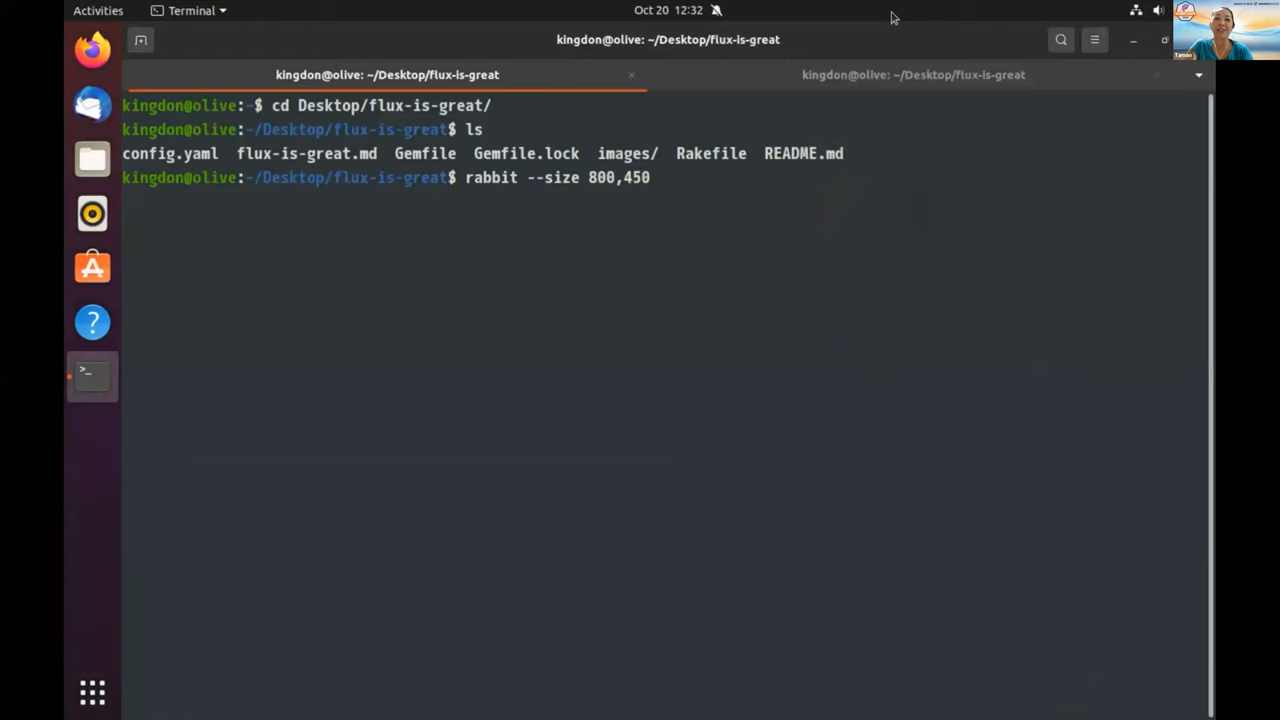 Activities
Terminal
Oct 20 12:32
kingdon@olive: ~/Desktop/flux-is-great
kingdon@olive: ~/Desktop/flux-is-great
kingdon@olive: ~/Desktop/flux-is-great
kingdon@olive:~$ cd Desktop/flux-is-great/
kingdon@olive:~/Desktop/flux-is-great$ ls
config.yaml flux-is-great.md Gemfile Gemfile.lock images/ Rakefile README.md
kingdon@olive:~/Desktop/flux-is-great$ rabbit --size 800,450
Tamao